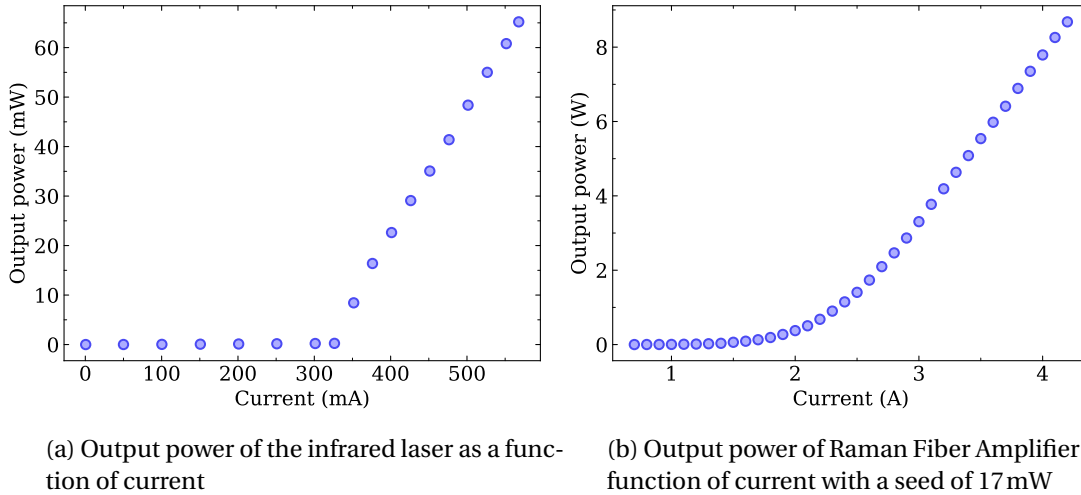 60
50
40
30
20
10
0
Output power (mW)
0 100 200 300 400 500
Current (mA)
8
6
4
2
0
Output power (W)
1 2 3 4
Current (A)
(a) Output power of the infrared laser as a func-
tion of current
(b) Output power of Raman Fiber Amplifier
function of current with a seed of 17 mW